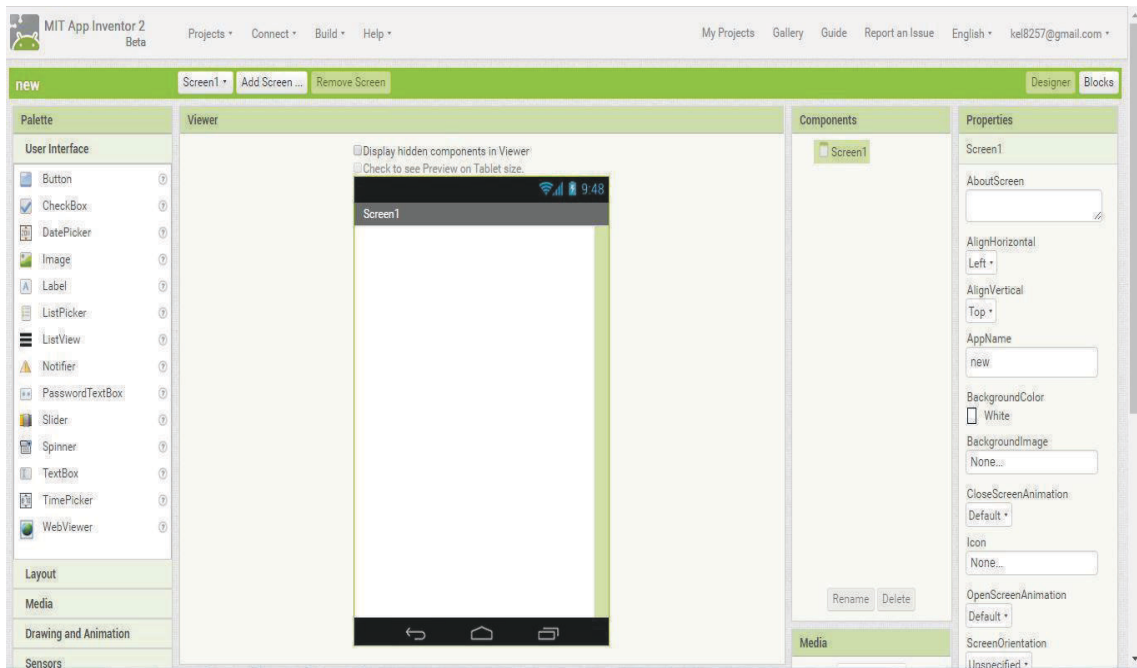 MIT App Inventor 2
Beta
Projects Connect Build Help My Projects Gallery Guide Report an Issue English kel8257@gmail.com
new Screen1 Add Screen ... Remove Screen Designer Blocks
Palette
User Interface
Button
CheckBox
DatePicker
Image
Label
ListPicker
ListView
Notifier
PasswordTextBox
Slider
Spinner
TextBox
TimePicker
WebViewer
Layout
Media
Drawing and Animation
Sensors
Viewer
Display hidden components in Viewer
Check to see Preview on Tablet size.
9:48
Screen1
Components
Screen1
Rename Delete
Media
Properties
Screen1
AboutScreen
AlignHorizontal
Left
AlignVertical
Top
AppName
new
BackgroundColor
White
BackgroundImage
None...
CloseScreenAnimation
Default
Icon
None...
OpenScreenAnimation
Default
ScreenOrientation
Unspecified